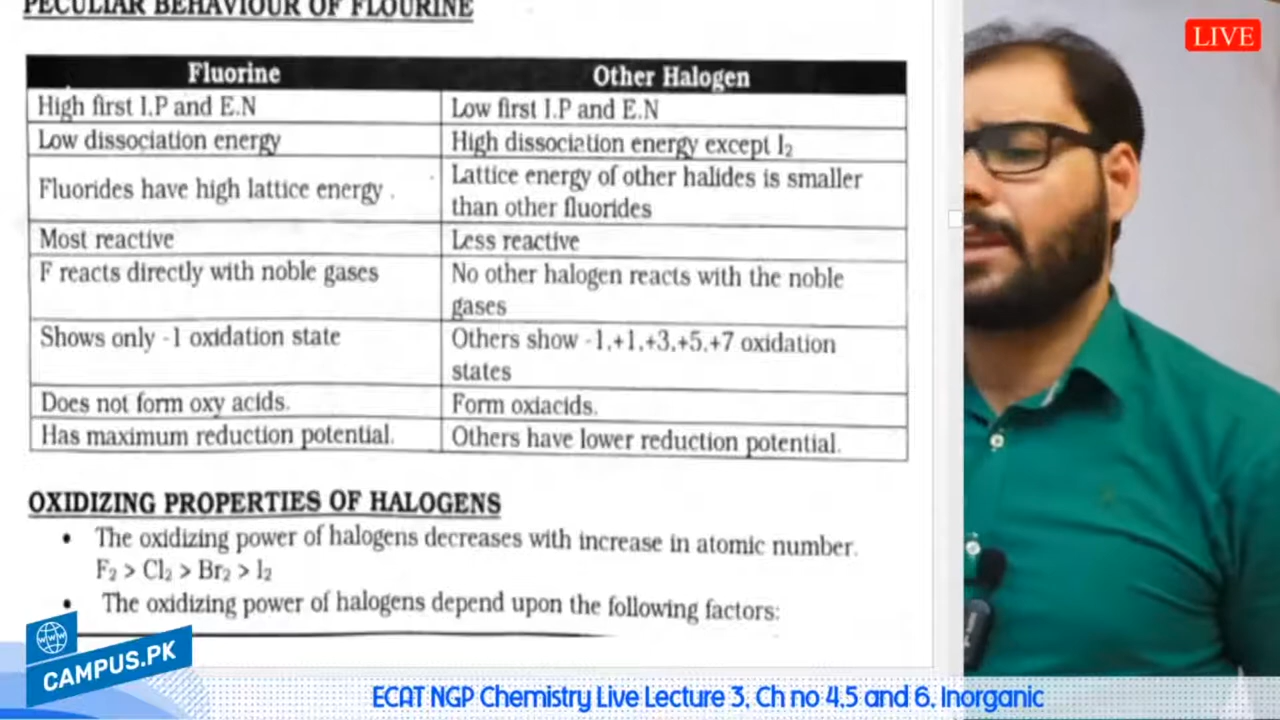 PECULIAR BEHAVIOUR OF FLOURINE
LIVE
Fluorine Other Halogen
High first I.P and E.N Low first I.P and E.N
Low dissociation energy High dissociation energy except I₂
Fluorides have high lattice energy . Lattice energy of other halides is smaller
than other fluorides
Most reactive Less reactive
F reacts directly with noble gases No other halogen reacts with the noble
gases
Shows only -1 oxidation state Others show -1,+1,+3,+5,+7 oxidation
states
Does not form oxy acids. Form oxiacids.
Has maximum reduction potential. Others have lower reduction potential.
OXIDIZING PROPERTIES OF HALOGENS
• The oxidizing power of halogens decreases with increase in atomic number.
F₂ > Cl₂ > Br₂ > I₂
• The oxidizing power of halogens depend upon the following factors:
WWW
CAMPUS.PK
ECAT NGP Chemistry Live Lecture 3, Ch no 4,5 and 6, Inorganic